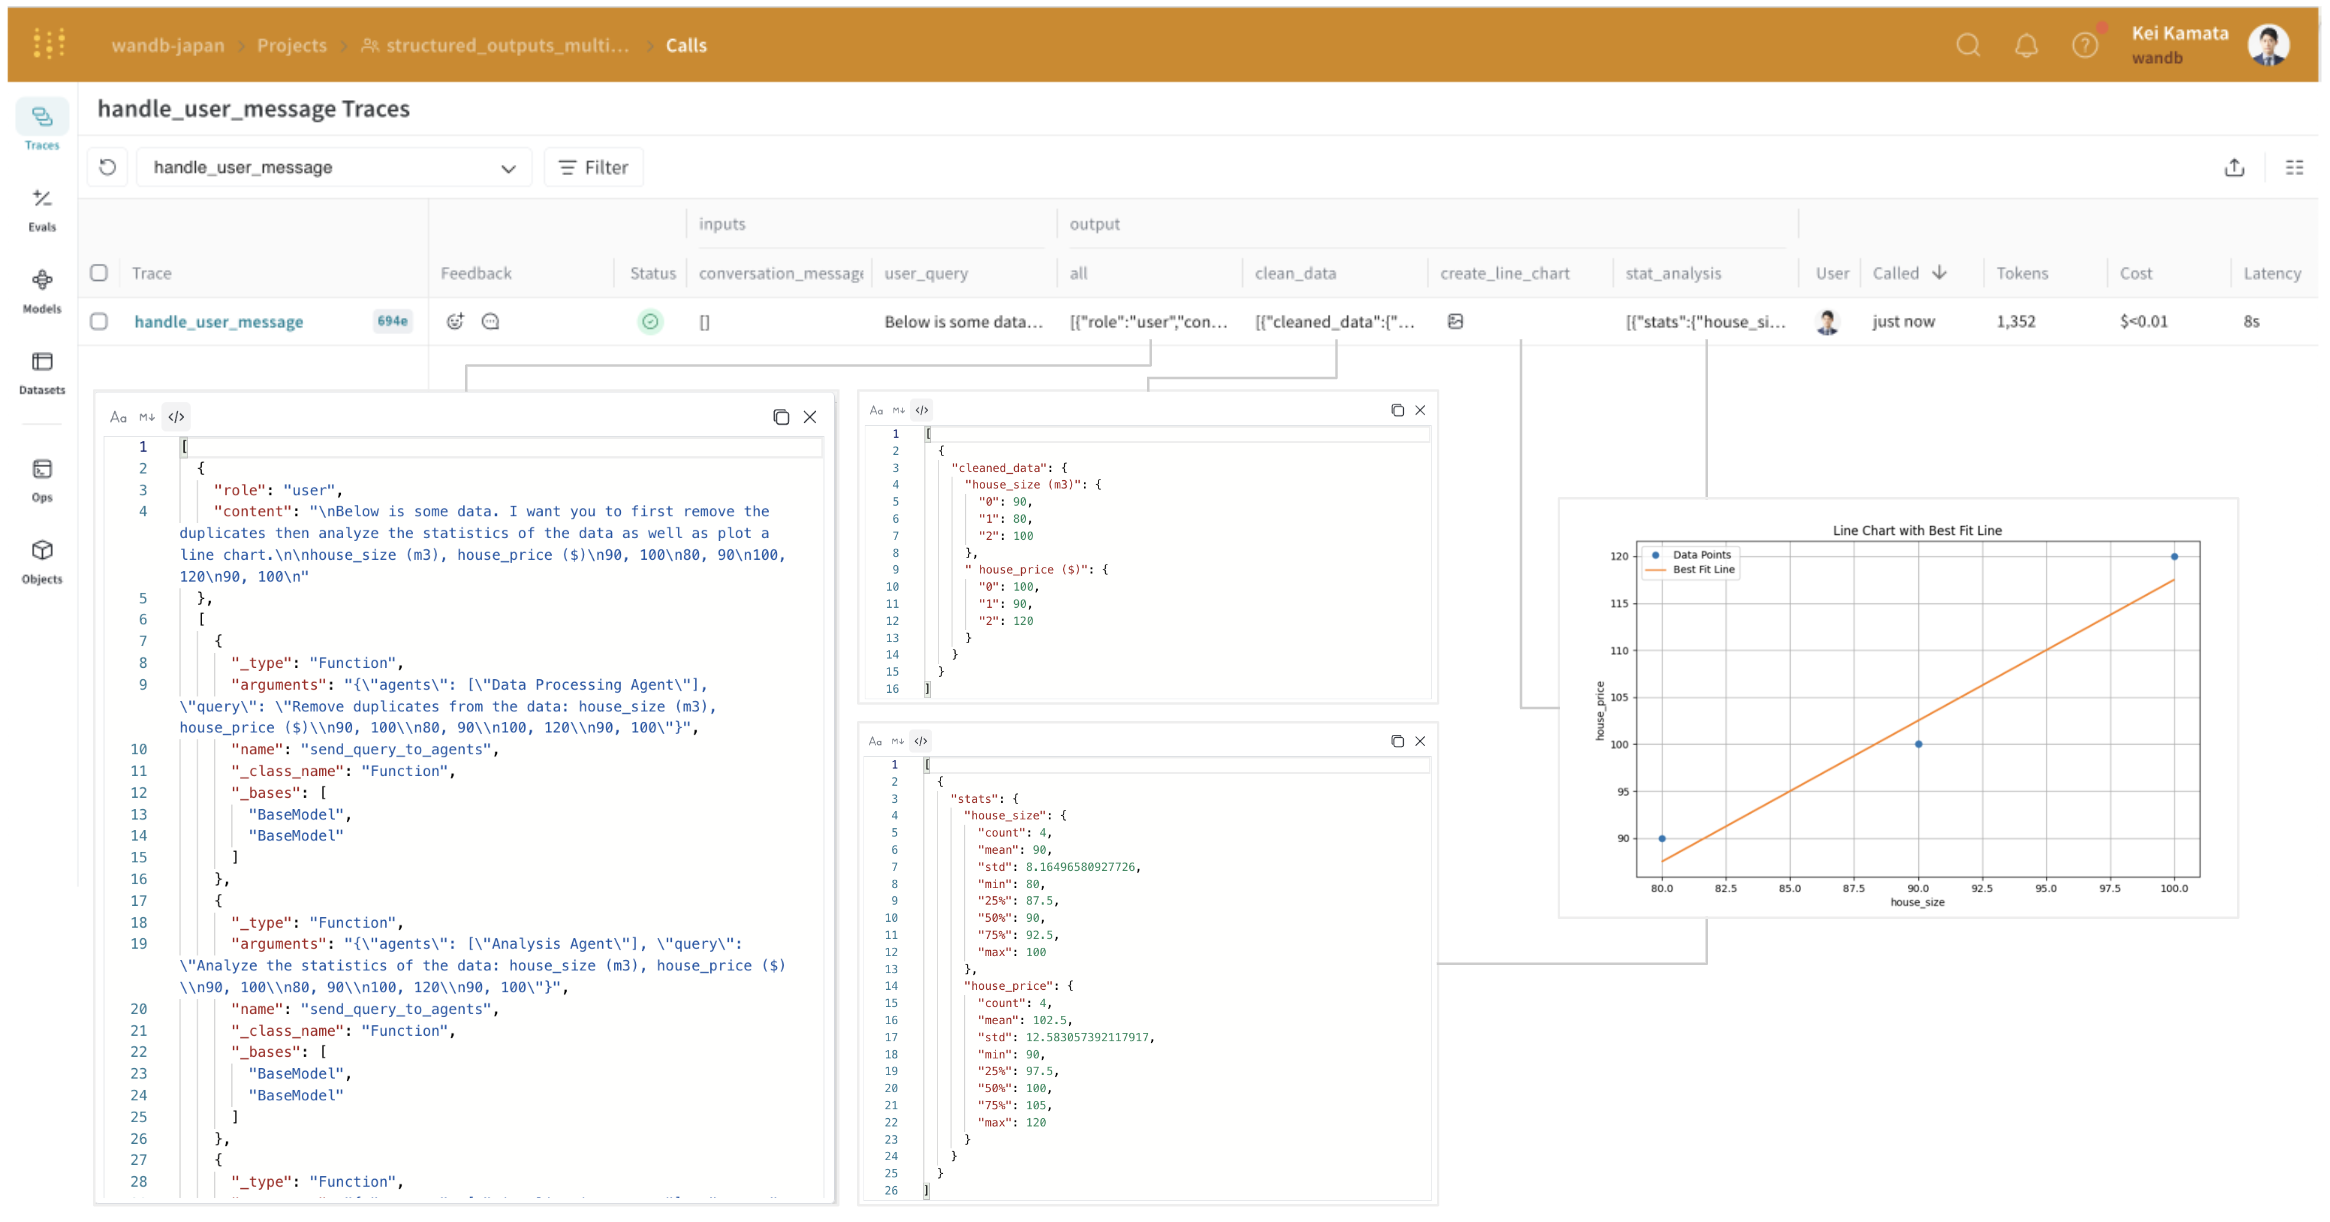 wandb-japan > Projects > structured_outputs_multi... > Calls
Kei Kamata
wandb
handle_user_message Traces
Traces
Evals
Models
Datasets
Ops
Objects
handle_user_message
Filter
inputs
output
Trace
Feedback
Status
conversation_message
user_query
all
clean_data
create_line_chart
stat_analysis
User
Called
Tokens
Cost
Latency
handle_user_message
694e
[]
Below is some data...
[{"role":"user","con...
[{"cleaned_data":{"...
[{"stats":{"house_si...
just now
1,352
$<0.01
8s
Aa M↓ </>
1 [
2 {
3 "role": "user",
4 "content": "\nBelow is some data. I want you to first remove the
duplicates then analyze the statistics of the data as well as plot a
line chart.\n\nhouse_size (m3), house_price ($)\n90, 100\n80, 90\n100,
120\n90, 100\n"
5 },
6 [
7 {
8 "_type": "Function",
9 "arguments": "{\"agents\": [\"Data Processing Agent\"],
\"query\": \"Remove duplicates from the data: house_size (m3),
house_price ($)\\n90, 100\\n80, 90\\n100, 120\\n90, 100\"}",
10 "name": "send_query_to_agents",
11 "_class_name": "Function",
12 "_bases": [
13 "BaseModel",
14 "BaseModel"
15 ]
16 },
17 {
18 "_type": "Function",
19 "arguments": "{\"agents\": [\"Analysis Agent\"], \"query\":
\"Analyze the statistics of the data: house_size (m3), house_price ($)
\\n90, 100\\n80, 90\\n100, 120\\n90, 100\"}",
20 "name": "send_query_to_agents",
21 "_class_name": "Function",
22 "_bases": [
23 "BaseModel",
24 "BaseModel"
25 ]
26 },
27 {
28 "_type": "Function",
Aa M↓ </>
1 [
2 {
3 "cleaned_data": {
4 "house_size (m3)": {
5 "0": 90,
6 "1": 80,
7 "2": 100
8 },
9 " house_price ($)": {
10 "0": 100,
11 "1": 90,
12 "2": 120
13 }
14 }
15 }
16 ]
Aa M↓ </>
1 [
2 {
3 "stats": {
4 "house_size": {
5 "count": 4,
6 "mean": 90,
7 "std": 8.16496580927726,
8 "min": 80,
9 "25%": 87.5,
10 "50%": 90,
11 "75%": 92.5,
12 "max": 100
13 },
14 "house_price": {
15 "count": 4,
16 "mean": 102.5,
17 "std": 12.583057392117917,
18 "min": 90,
19 "25%": 97.5,
20 "50%": 100,
21 "75%": 105,
22 "max": 120
23 }
24 }
25 }
26 ]
Line Chart with Best Fit Line
Data Points
Best Fit Line
house_price
120
115
110
105
100
95
90
80.0 82.5 85.0 87.5 90.0 92.5 95.0 97.5 100.0
house_size